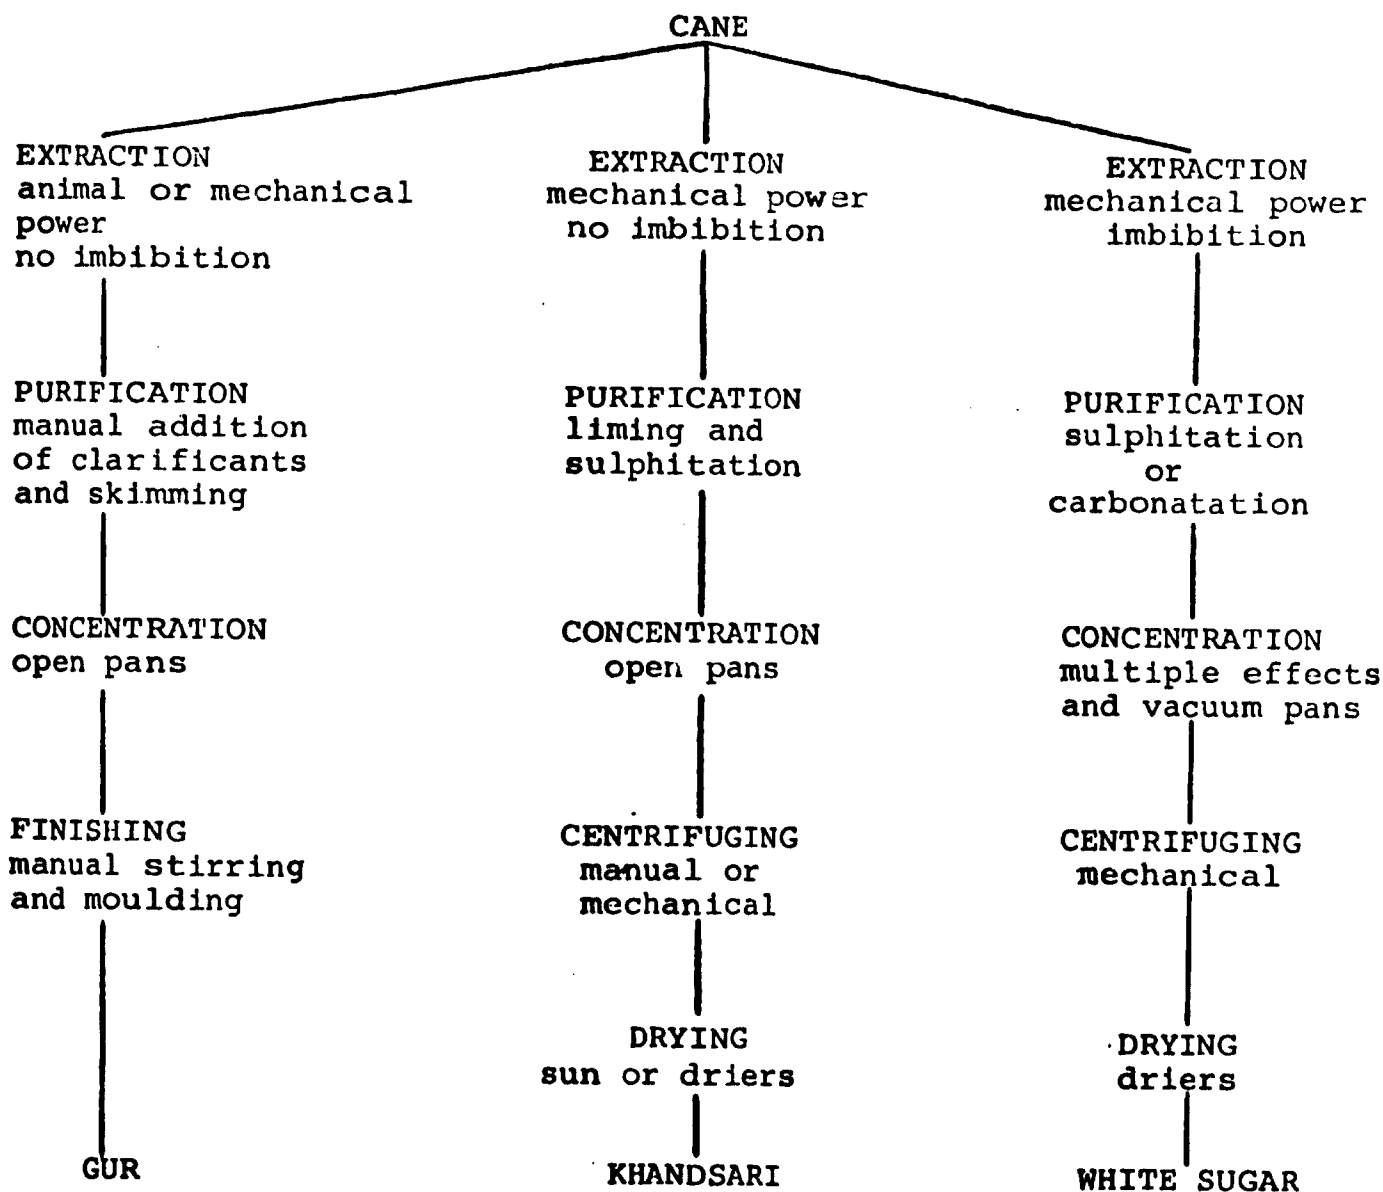 CANE
EXTRACTION
animal or mechanical
power
no imbibition
PURIFICATION
manual addition
of clarificants
and skimming
CONCENTRATION
open pans
FINISHING
manual stirring
and moulding
GUR
EXTRACTION
mechanical power
no imbibition
PURIFICATION
liming and
sulphitation
CONCENTRATION
open pans
CENTRIFUGING
manual or
mechanical
DRYING
sun or driers
KHANDSARI
EXTRACTION
mechanical power
imbibition
PURIFICATION
sulphitation
or
carbonatation
CONCENTRATION
multiple effects
and vacuum pans
CENTRIFUGING
mechanical
DRYING
driers
WHITE SUGAR